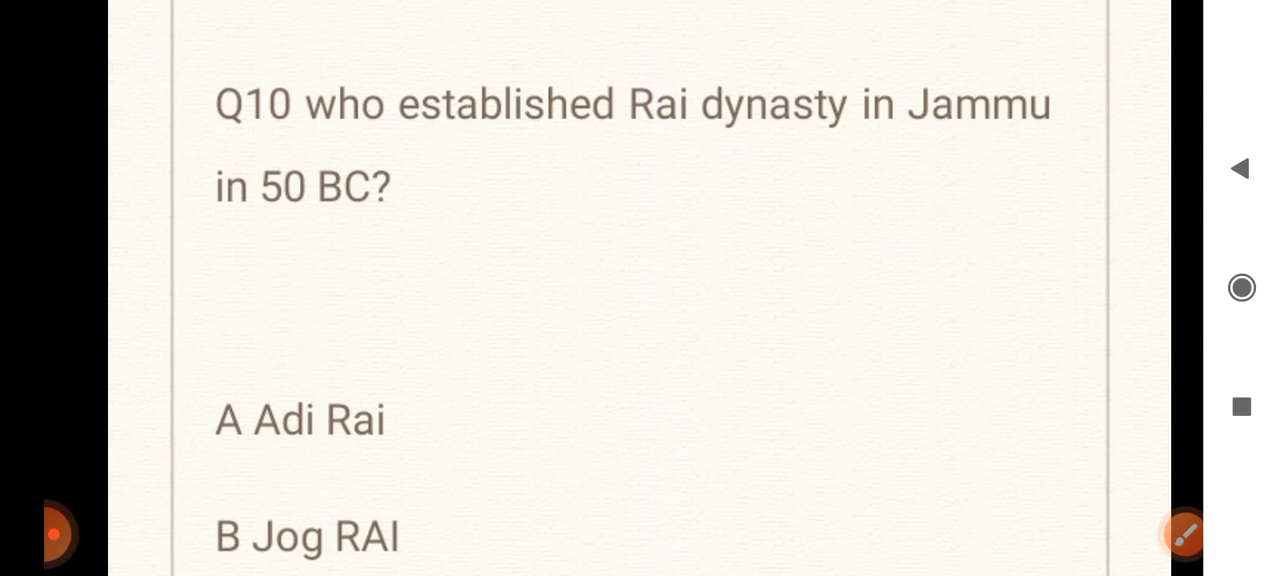 Q10 who established Rai dynasty in Jammu
in 50 BC?
A Adi Rai
B Jog RAI